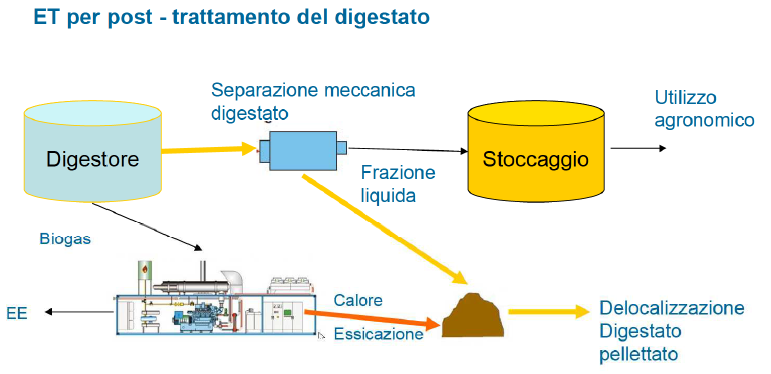 ET per post - trattamento del digestato
Separazione meccanica
digestato
Utilizzo
agronomico
Digestore
Stoccaggio
Frazione
liquida
Biogas
EE
Calore
Essicazione
Delocalizzazione
Digestato
pellettato